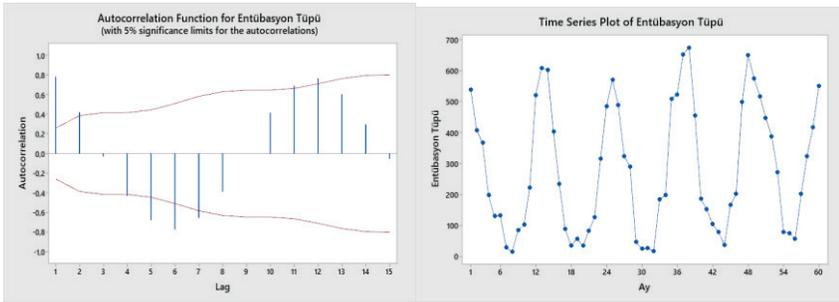 Autocorrelation Function for Entübasyon Tüpü
(with 5% significance limits for the autocorrelations)
1,0
0,8
0,6
0,4
0,2
0,0
-0,2
-0,4
-0,6
-0,8
-1,0
Autocorrelation
1 2 3 4 5 6 7 8 9 10 11 12 13 14 15
Lag
Time Series Plot of Entübasyon Tüpü
700
600
500
400
300
200
100
0
Entübasyon Tüpü
1 6 12 18 24 30 36 42 48 54 60
Ay